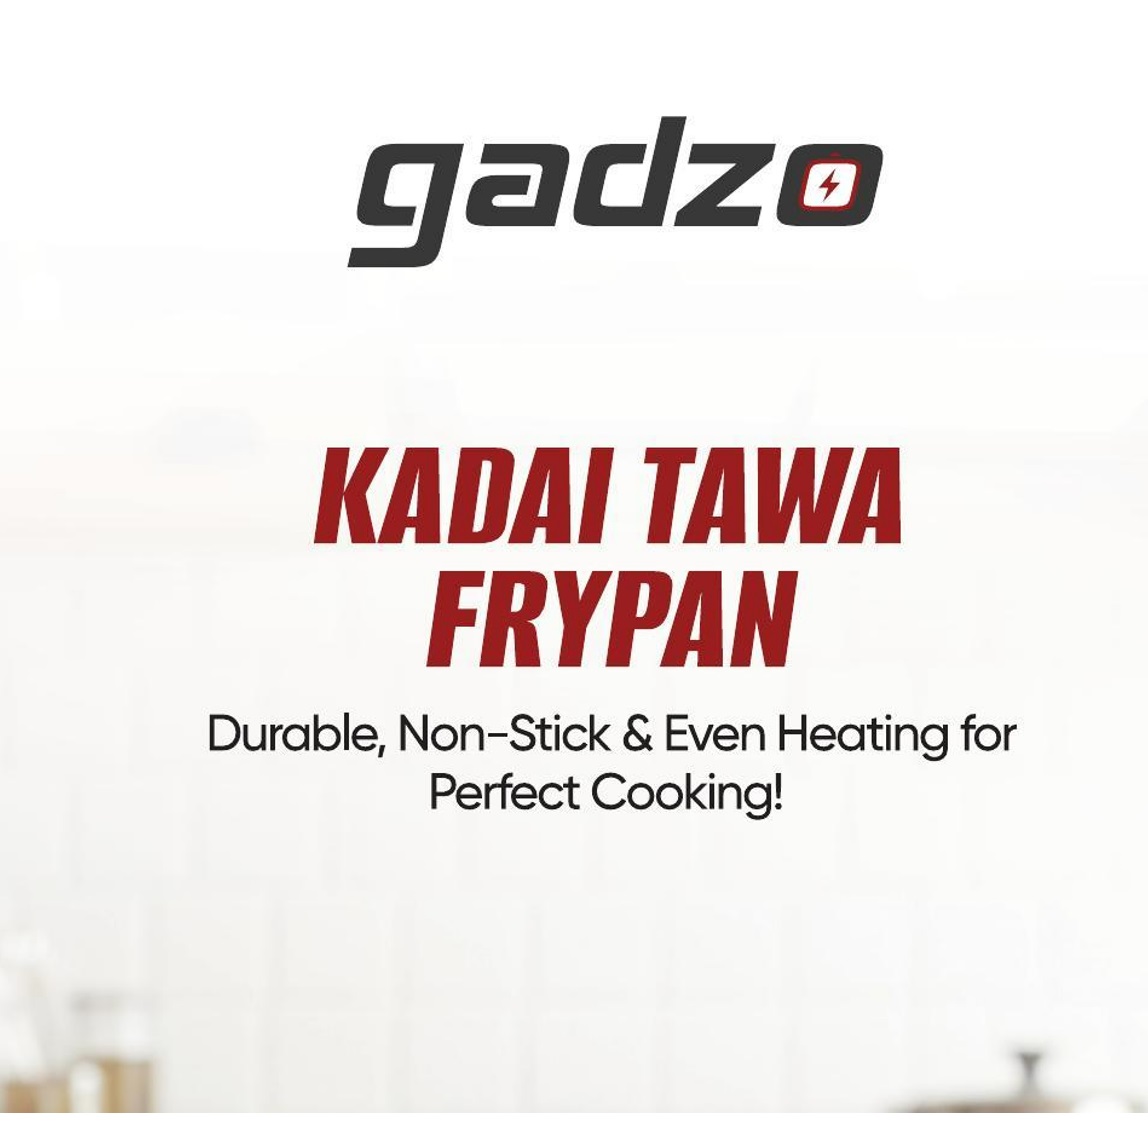 gadzo
KADAI TAWA
FRYPAN
Durable, Non-Stick & Even Heating for
Perfect Cooking!